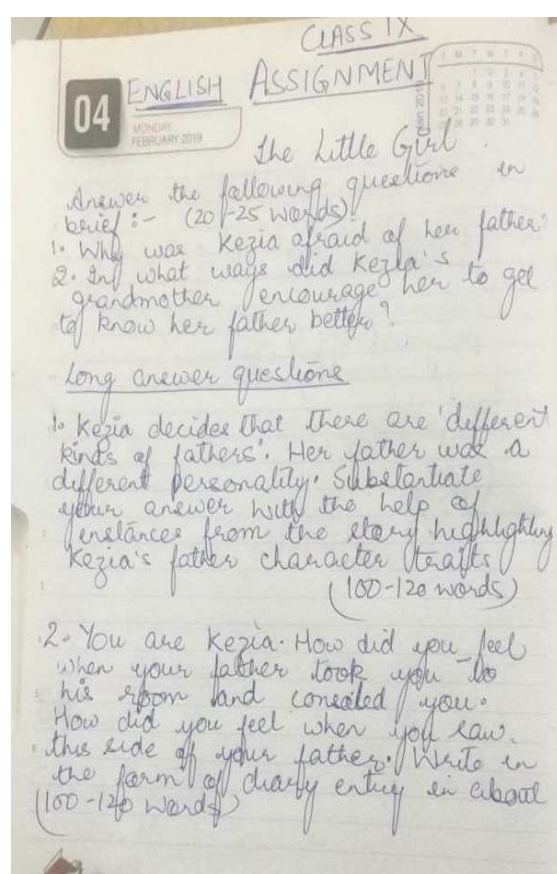 CLASS IX
ENGLISH ASSIGNMENT
04
MONDAY
FEBRUARY 2019
The Little Girl.
Answer the following questions in
brief :- (20-25 words)
1. Why was Kezia afraid of her father?
2. In what ways did Kezia's
grandmother encourage her to get
to know her father better?
Long answer questions
1. Kezia decides that there are 'different
kinds of fathers'. Her father was a
different personality. Substantiate
your answer with the help of
instances from the story highlighting
Kezia's father character traits
(100-120 words)
2. You are Kezia. How did you feel
when your father took you to
his room and consoled you.
How did you feel when you saw
this side of your father. Write in
the form of diary entry in about
(100-120 words)